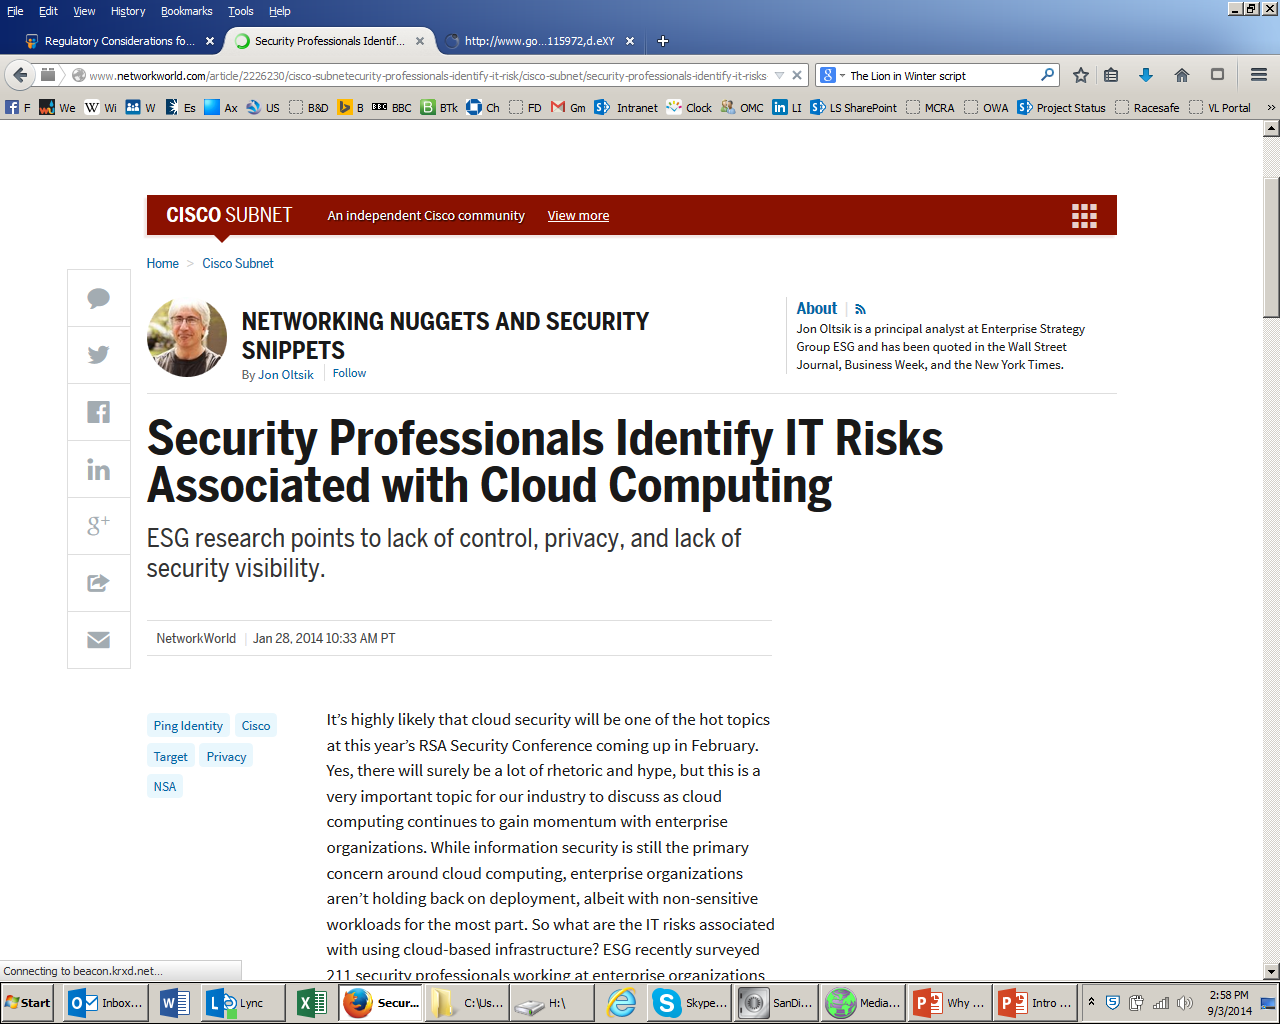 File Edit View History Bookmarks Tools Help
Regulatory Considerations fo...
Security Professionals Identif...
http://www.go...115972,d.eXY
www.networkworld.com/article/2226230/cisco-subnetecurity-professionals-identify-it-risk/cisco-subnet/security-professionals-identify-it-risks
The Lion in Winter script
F We Wi W Es Ax US B&D B BBC BTk Ch FD Gm Intranet Clock OMC LI LS SharePoint MCRA OWA Project Status Racesafe VL Portal
CISCO SUBNET An independent Cisco community View more
Home > Cisco Subnet
NETWORKING NUGGETS AND SECURITY
SNIPPETS
By Jon Oltsik Follow
About
Jon Oltsik is a principal analyst at Enterprise Strategy
Group ESG and has been quoted in the Wall Street
Journal, Business Week, and the New York Times.
Security Professionals Identify IT Risks
Associated with Cloud Computing
ESG research points to lack of control, privacy, and lack of
security visibility.
NetworkWorld Jan 28, 2014 10:33 AM PT
Ping Identity Cisco
Target Privacy
NSA
It's highly likely that cloud security will be one of the hot topics
at this year's RSA Security Conference coming up in February.
Yes, there will surely be a lot of rhetoric and hype, but this is a
very important topic for our industry to discuss as cloud
computing continues to gain momentum with enterprise
organizations. While information security is still the primary
concern around cloud computing, enterprise organizations
aren't holding back on deployment, albeit with non-sensitive
workloads for the most part. So what are the IT risks associated
with using cloud-based infrastructure? ESG recently surveyed
211 security professionals working at enterprise organizations
Connecting to beacon.krxd.net...
Start Inbox... Lync Secur... C:\Us... H:\ Skype... SanDi... Media... Why ... Intro ...
2:58 PM
9/3/2014